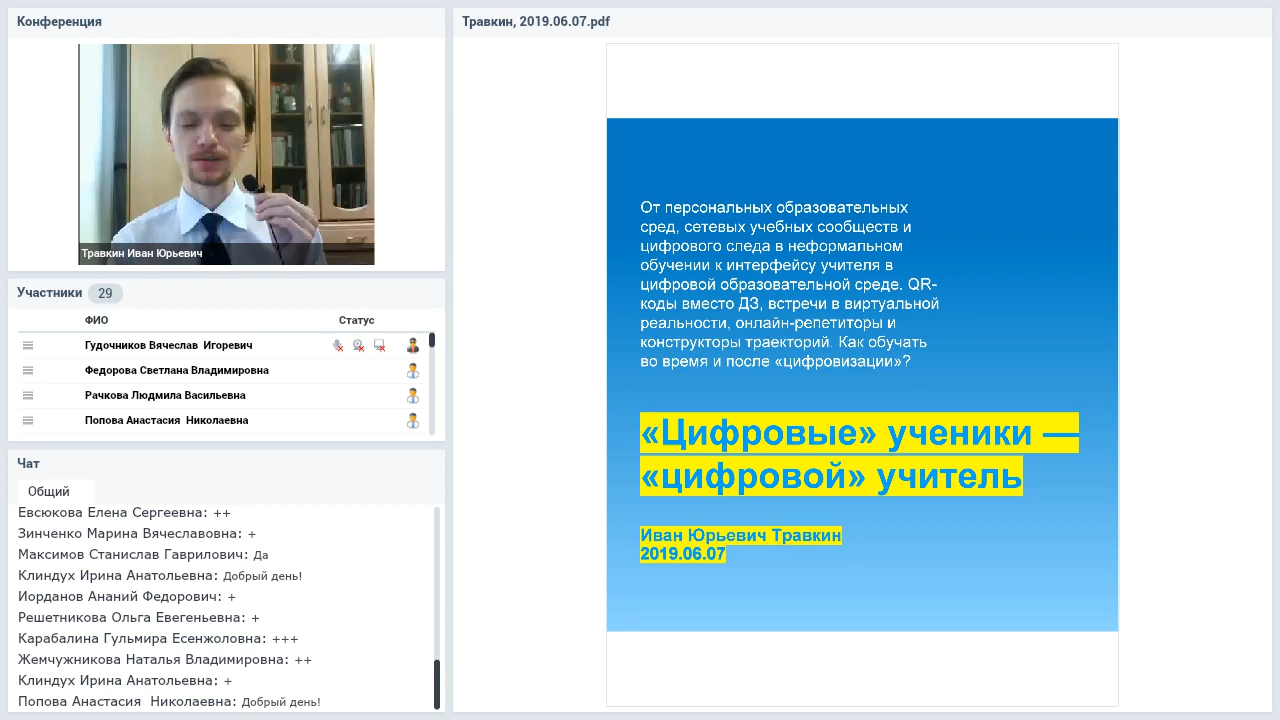 Конференция
Травкин Иван Юрьевич
Участники 29
ФИО Статус
Гудочников Вячеслав Игоревич
Федорова Светлана Владимировна
Рачкова Людмила Васильевна
Попова Анастасия Николаевна
Чат
Общий
Евсюкова Елена Сергеевна: ++
Зинченко Марина Вячеславовна: +
Максимов Станислав Гаврилович: Да
Клиндух Ирина Анатольевна: Добрый день!
Иорданов Ананий Федорович: +
Решетникова Ольга Евегеньевна: +
Карабалина Гульмира Есенжоловна: +++
Жемчужникова Наталья Владимировна: ++
Клиндух Ирина Анатольевна: +
Попова Анастасия Николаевна: Добрый день!
Травкин, 2019.06.07.pdf
От персональных образовательных
сред, сетевых учебных сообществ и
цифрового следа в неформальном
обучении к интерфейсу учителя в
цифровой образовательной среде. QR-
коды вместо ДЗ, встречи в виртуальной
реальности, онлайн-репетиторы и
конструкторы траекторий. Как обучать
во время и после «цифровизации»?
«Цифровые» ученики —
«цифровой» учитель
Иван Юрьевич Травкин
2019.06.07